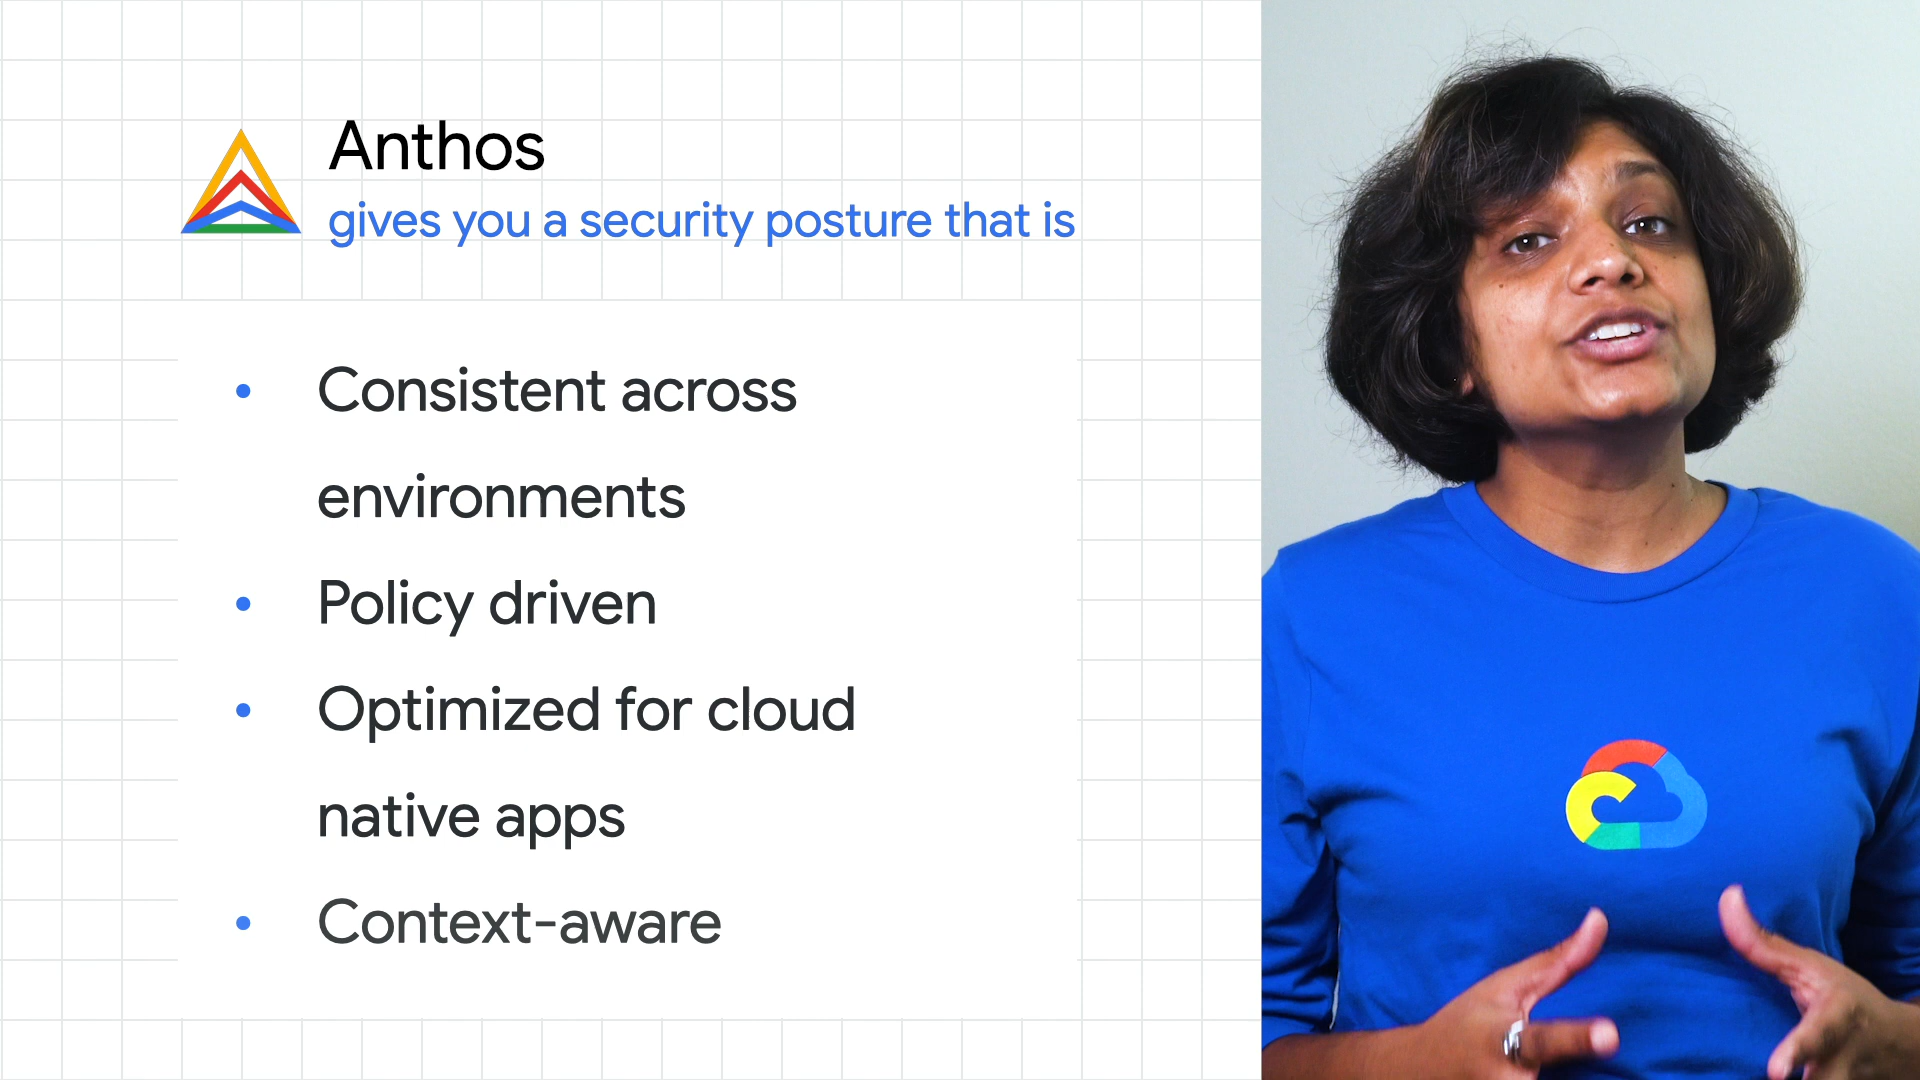 Anthos
gives you a security posture that is
• Consistent across
environments
• Policy driven
• Optimized for cloud
native apps
• Context-aware